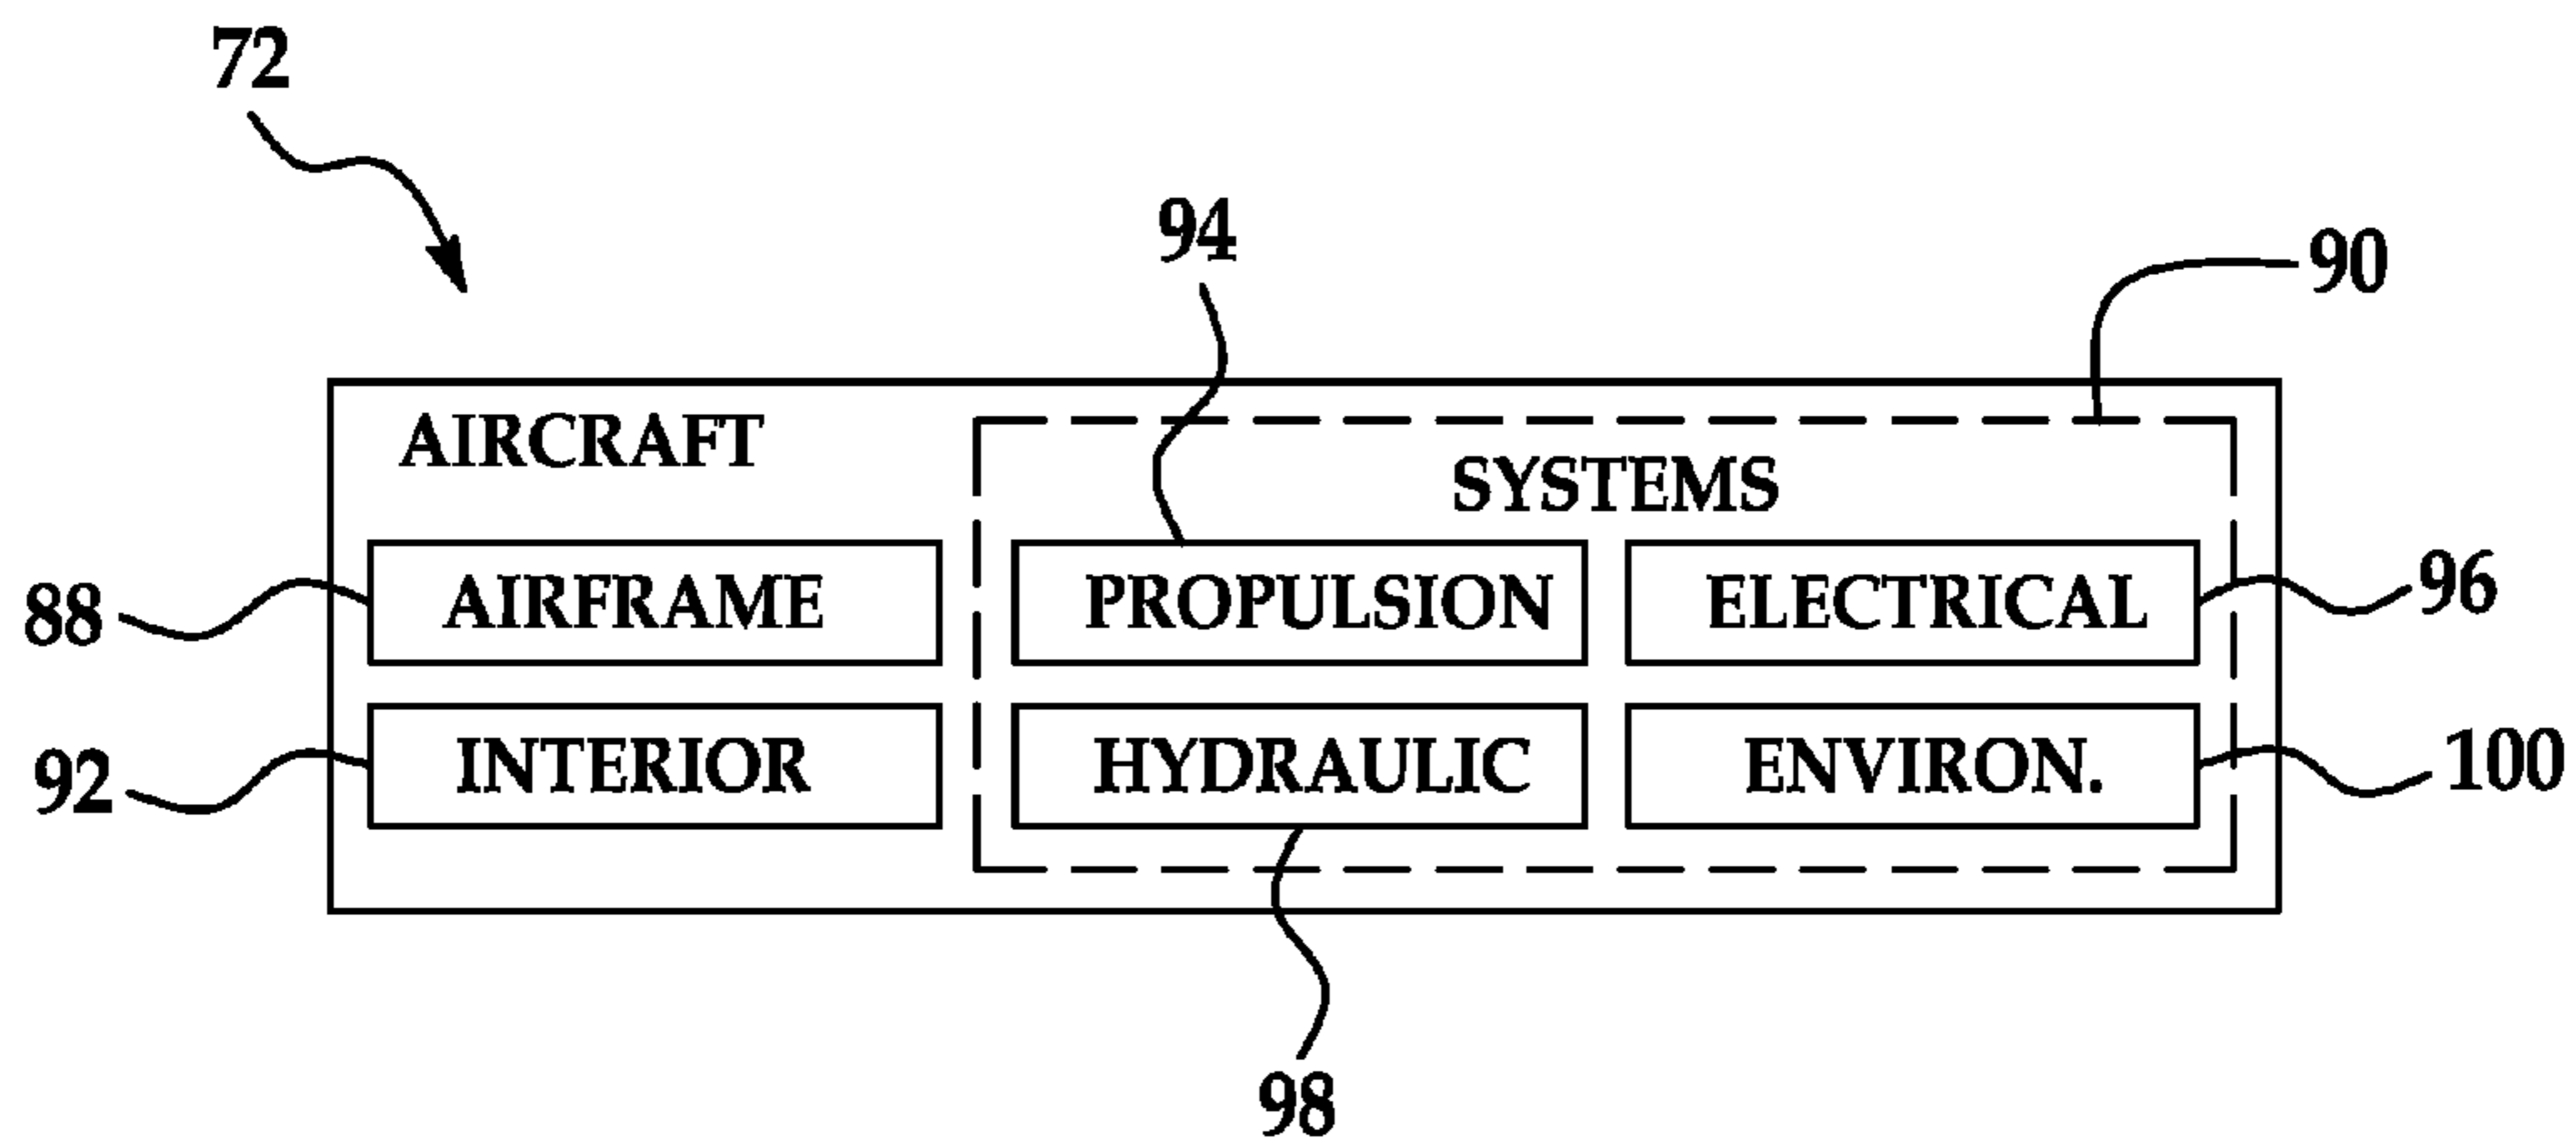 72
94
90
AIRCRAFT
SYSTEMS
88
AIRFRAME
PROPULSION
ELECTRICAL
96
92
INTERIOR
HYDRAULIC
ENVIRON.
100
98